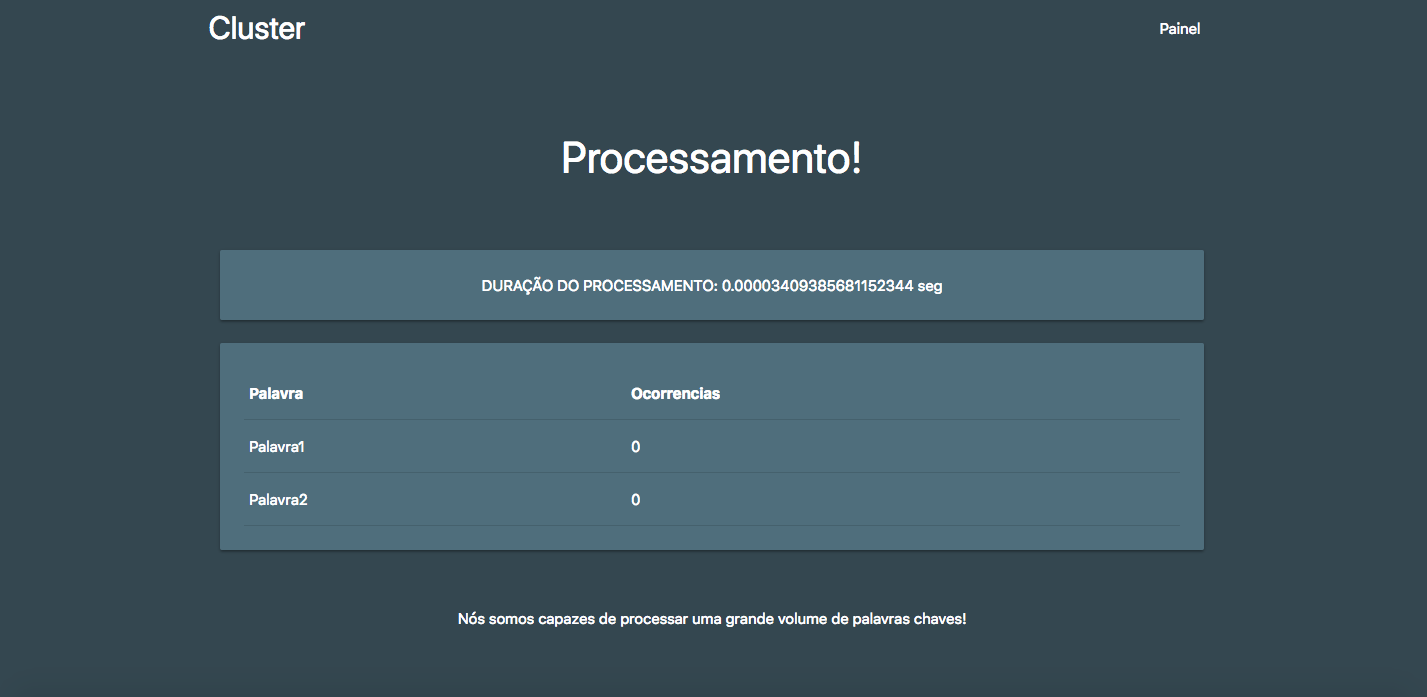 Cluster
Painel
Processamento!
DURAÇÃO DO PROCESSAMENTO: 0.00003409385681152344 seg
Palavra Ocorrencias
Palavra1 0
Palavra2 0
Nós somos capazes de processar uma grande volume de palavras chaves!